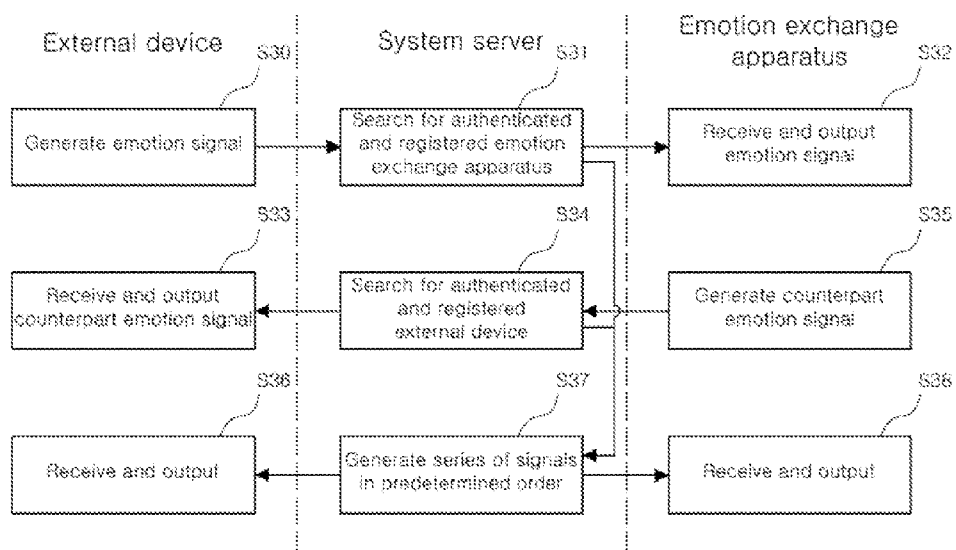 External device
System server
Emotion exchange
apparatus
S30
S31
S32
Generate emotion signal
Search for authenticated
and registered emotion
exchange apparatus
Receive and output
emotion signal
S33
S34
S35
Receive and output
counterpart emotion signal
Search for authenticated
and registered
external device
Generate counterpart
emotion signal
S36
S37
S38
Receive and output
Generate series of signals
in predetermined order
Receive and output